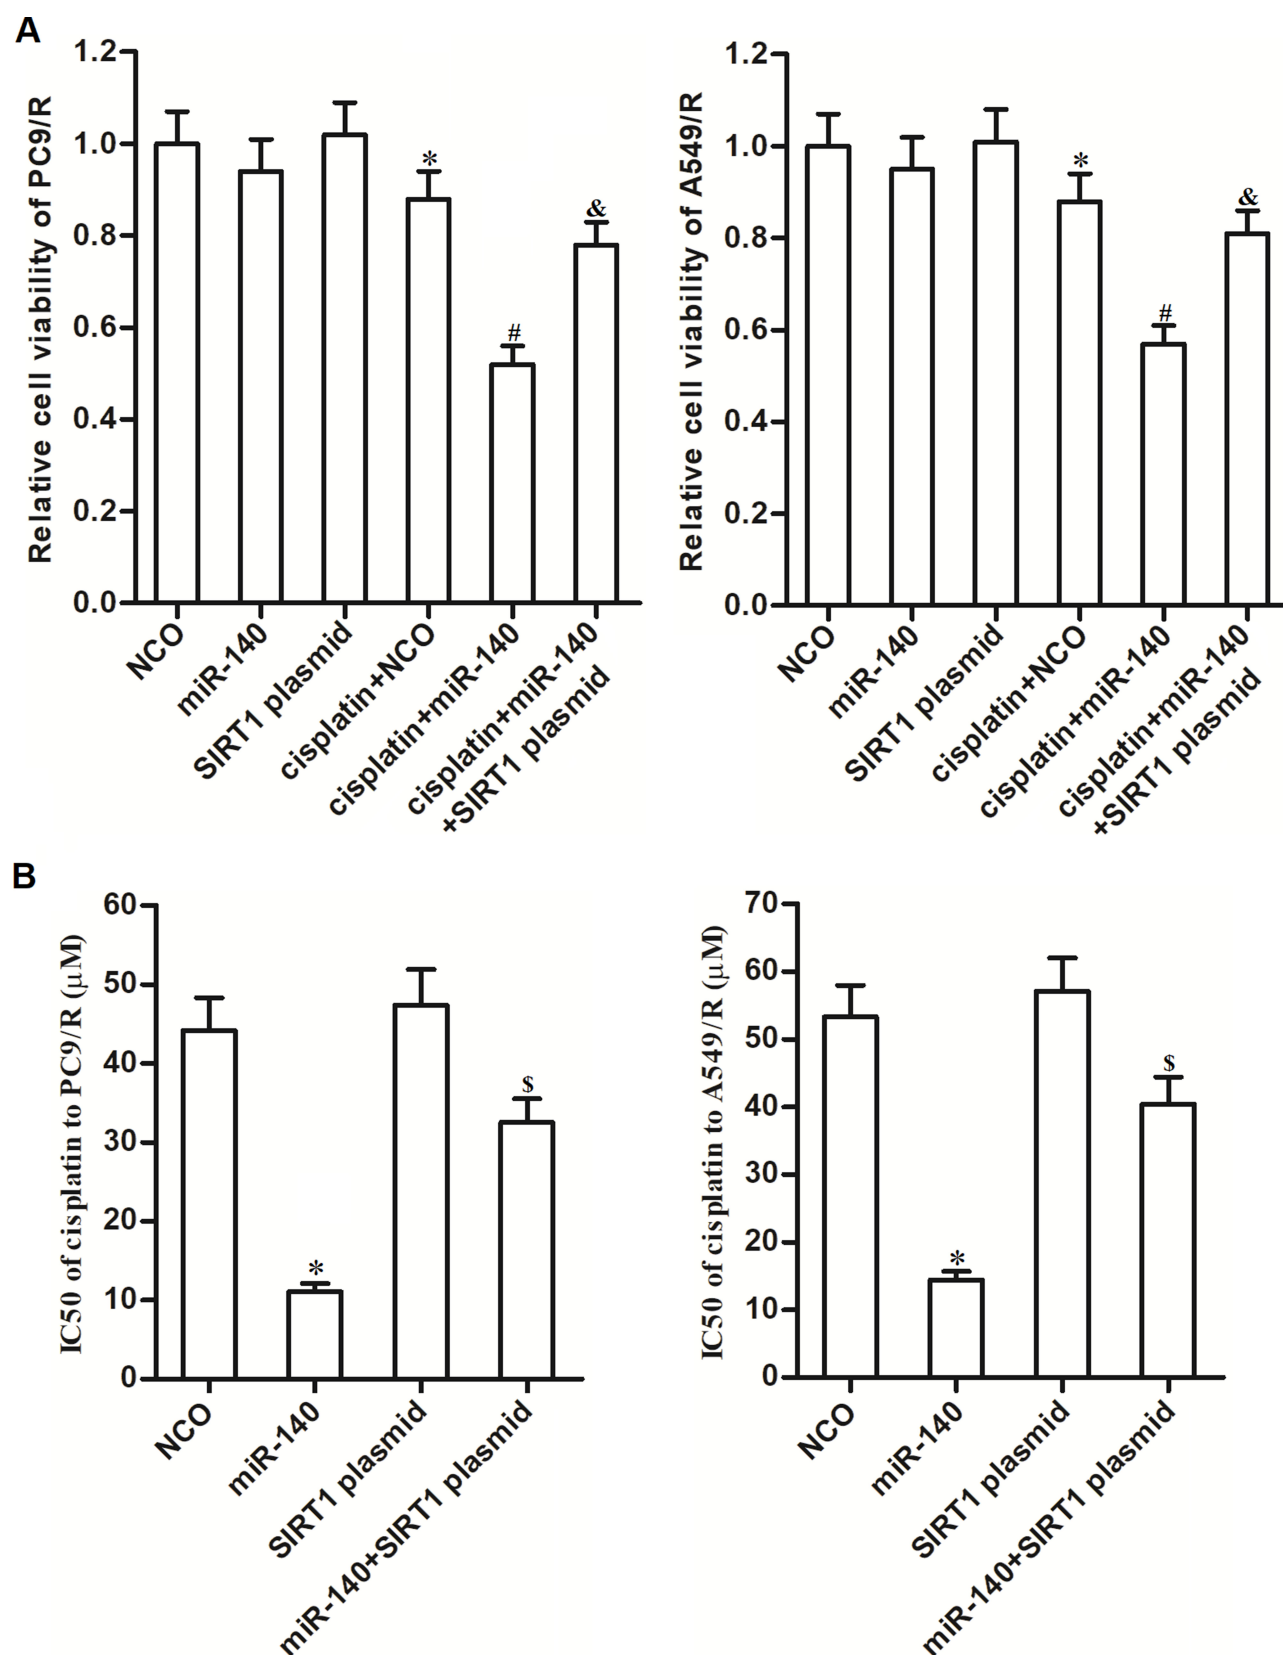 A
Relative cell viability of PC9/R
1.2
1.0
0.8
0.6
0.4
0.2
0.0
*
#
&
NCO
miR-140
SIRT1 plasmid
cisplatin+NCO
cisplatin+miR-140
cisplatin+miR-140
+SIRT1 plasmid
Relative cell viability of A549/R
1.2
1.0
0.8
0.6
0.4
0.2
0.0
*
#
&
NCO
miR-140
SIRT1 plasmid
cisplatin+NCO
cisplatin+miR-140
cisplatin+miR-140
+SIRT1 plasmid
B
IC50 of cisplatin to PC9/R (μM)
60
50
40
30
20
10
0
*
$
NCO
miR-140
SIRT1 plasmid
miR-140+SIRT1 plasmid
IC50 of cisplatin to A549/R (μM)
70
60
50
40
30
20
10
0
*
$
NCO
miR-140
SIRT1 plasmid
miR-140+SIRT1 plasmid